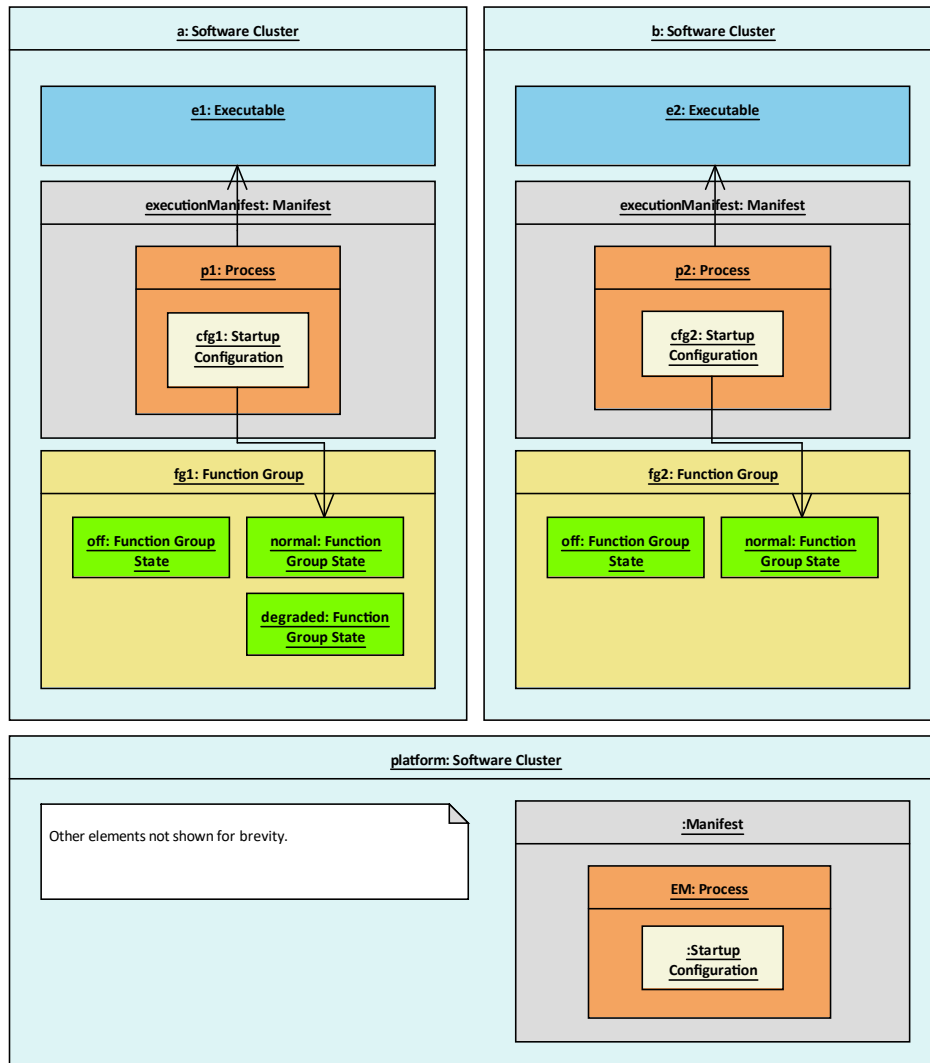 a: Software Cluster
e1: Executable
executionManifest: Manifest
p1: Process
cfg1: Startup
Configuration
fg1: Function Group
off: Function Group
State
normal: Function
Group State
degraded: Function
Group State
b: Software Cluster
e2: Executable
executionManifest: Manifest
p2: Process
cfg2: Startup
Configuration
fg2: Function Group
off: Function Group
State
normal: Function
Group State
platform: Software Cluster
Other elements not shown for brevity.
:Manifest
EM: Process
:Startup
Configuration